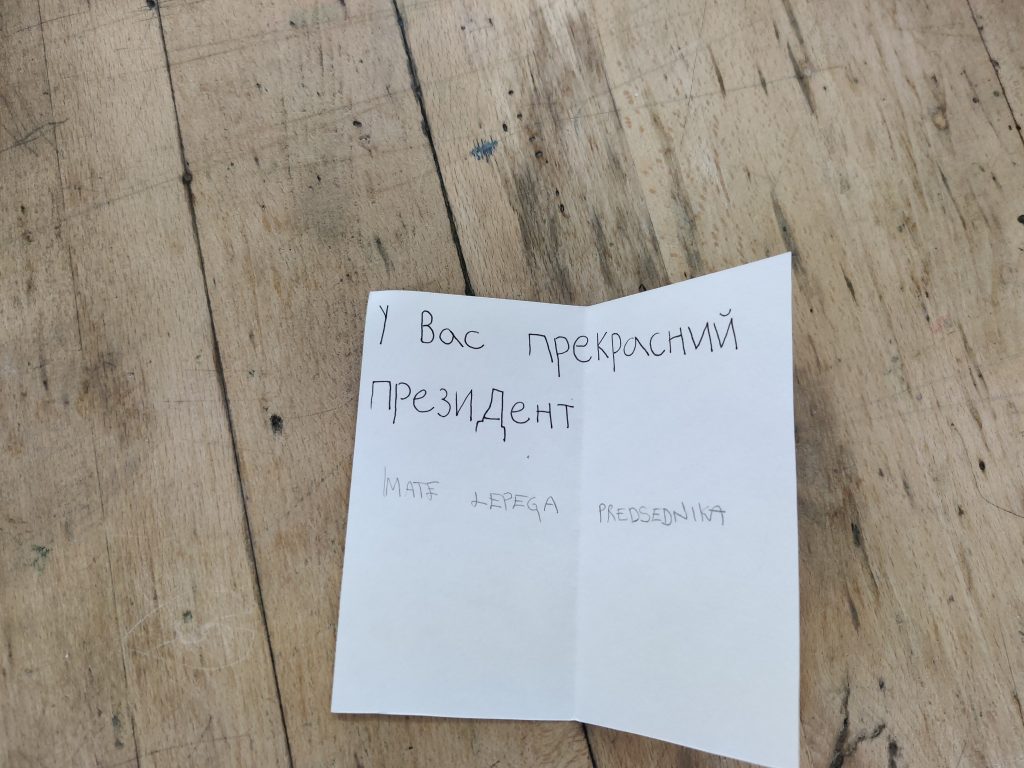 У Вас прекрасний
президент
IMATE LEPEGA PREDSEDNIKA